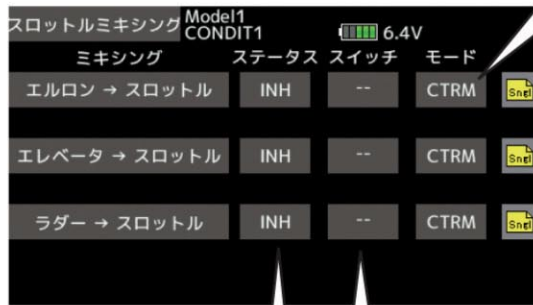 スロットルミキシング Model1
CONDIT1 6.4V
ミキシング ステータス スイッチ モード
エルロン → スロットル INH -- CTRM Sngl
エレベータ → スロットル INH -- CTRM Sngl
ラダー → スロットル INH -- CTRM Sngl